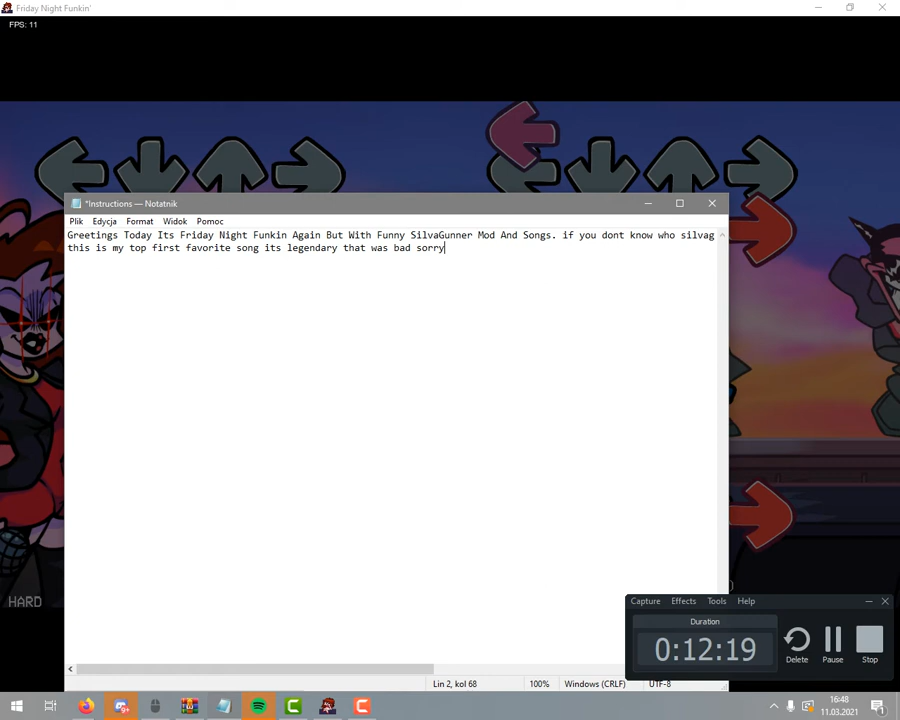 Friday Night Funkin'
FPS: 11
*Instructions — Notatnik
Plik Edycja Format Widok Pomoc
Greetings Today Its Friday Night Funkin Again But With Funny SilvaGunner Mod And Songs. if you dont know who silvag
this is my top first favorite song its legendary that was bad sorry
HARD
Capture Effects Tools Help
Duration
0:12:19
Delete Pause Stop
Lin 2, kol 68 100% Windows (CRLF) UTF-8
16:48
11.03.2021